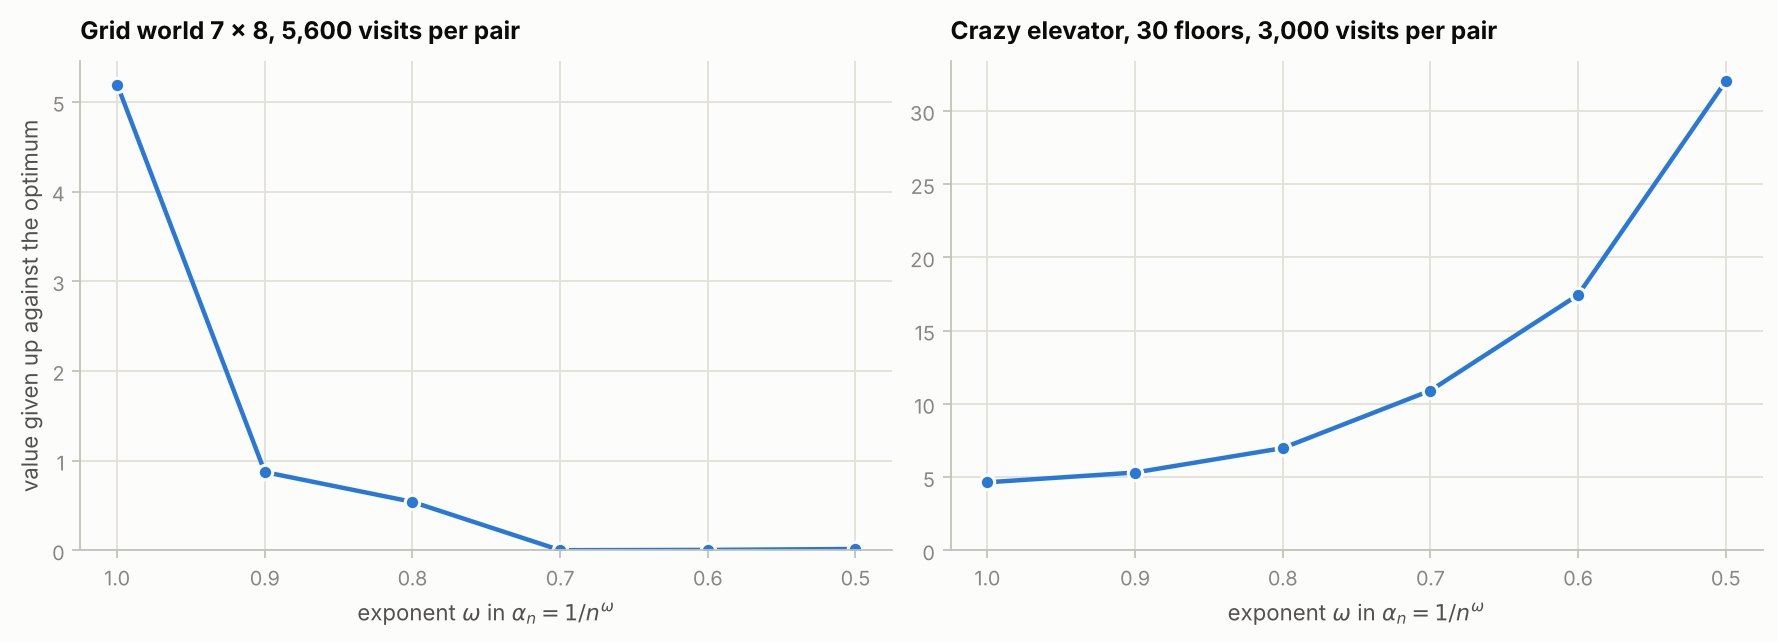 Grid world 7 × 8, 5,600 visits per pair
value given up against the optimum
5
4
3
2
1
0
1.0 0.9 0.8 0.7 0.6 0.5
exponent ω in αₙ = 1/n^ω
Crazy elevator, 30 floors, 3,000 visits per pair
30
25
20
15
10
5
0
1.0 0.9 0.8 0.7 0.6 0.5
exponent ω in αₙ = 1/n^ω